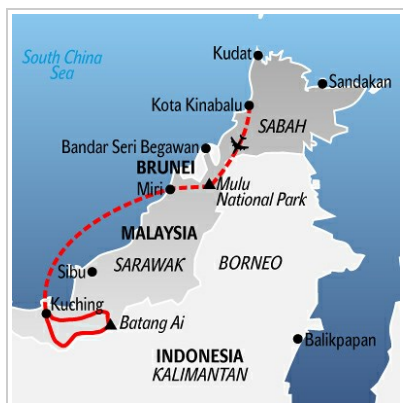 Kudat
South China
Sea
Sandakan
Kota Kinabalu
SABAH
Bandar Seri Begawan
BRUNEI
Mulu
National Park
Miri
MALAYSIA
SARAWAK
BORNEO
Sibu
Kuching
Batang Ai
Balikpapan
INDONESIA
KALIMANTAN